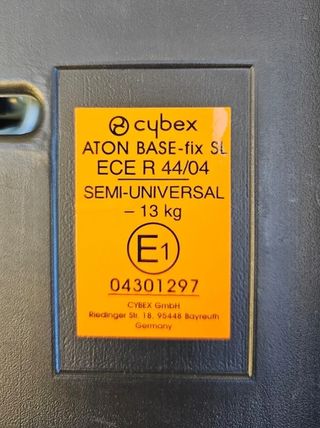 cybex
ATON BASE-fix SL
ECE R 44/04
SEMI-UNIVERSAL
– 13 kg
E1
04301297
CYBEX GmbH
Riedinger Str. 18, 95448 Bayreuth
Germany